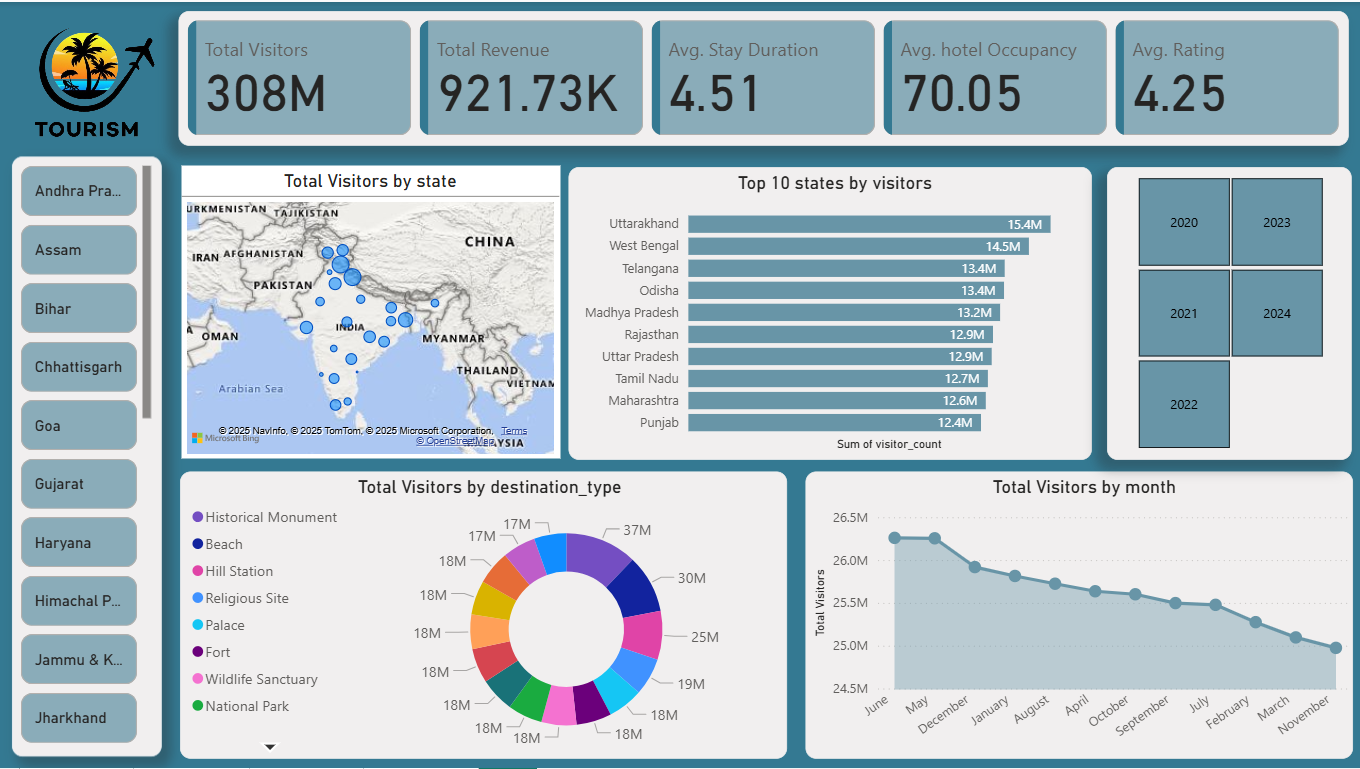 TOURISM
Total Visitors
308M
Total Revenue
921.73K
Avg. Stay Duration
4.51
Avg. hotel Occupancy
70.05
Avg. Rating
4.25
Andhra Pra...
Assam
Bihar
Chhattisgarh
Goa
Gujarat
Haryana
Himachal P...
Jammu & K...
Jharkhand
Total Visitors by state
URKMENISTAN
TAJIKISTAN
CHINA
IRAN
AFGHANISTAN
PAKISTAN
INDIA
OMAN
MYANMAR
THAILAND
VIETNAM
Arabian Sea
© 2025 NavInfo, © 2025 TomTom, © 2025 Microsoft Corporation, Terms
Microsoft Bing
© OpenStreetMap
AYSIA
Top 10 states by visitors
Uttarakhand 15.4M
West Bengal 14.5M
Telangana 13.4M
Odisha 13.4M
Madhya Pradesh 13.2M
Rajasthan 12.9M
Uttar Pradesh 12.9M
Tamil Nadu 12.7M
Maharashtra 12.6M
Punjab 12.4M
Sum of visitor_count
2020 2023
2021 2024
2022
Total Visitors by destination_type
Historical Monument
Beach
Hill Station
Religious Site
Palace
Fort
Wildlife Sanctuary
National Park
37M
30M
25M
19M
18M
18M
18M
18M
18M
18M
18M
18M
18M
17M
17M
Total Visitors by month
Total Visitors
26.5M
26.0M
25.5M
25.0M
24.5M
June
May
December
January
August
April
October
September
July
February
March
November